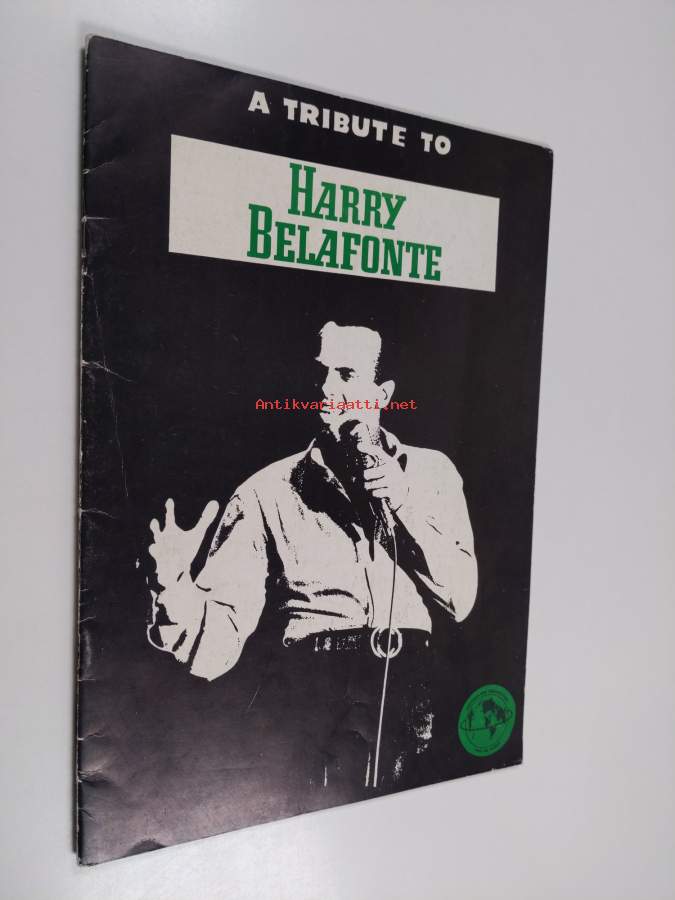 A TRIBUTE TO
HARRY
BELAFONTE
Antikvariaatti.net